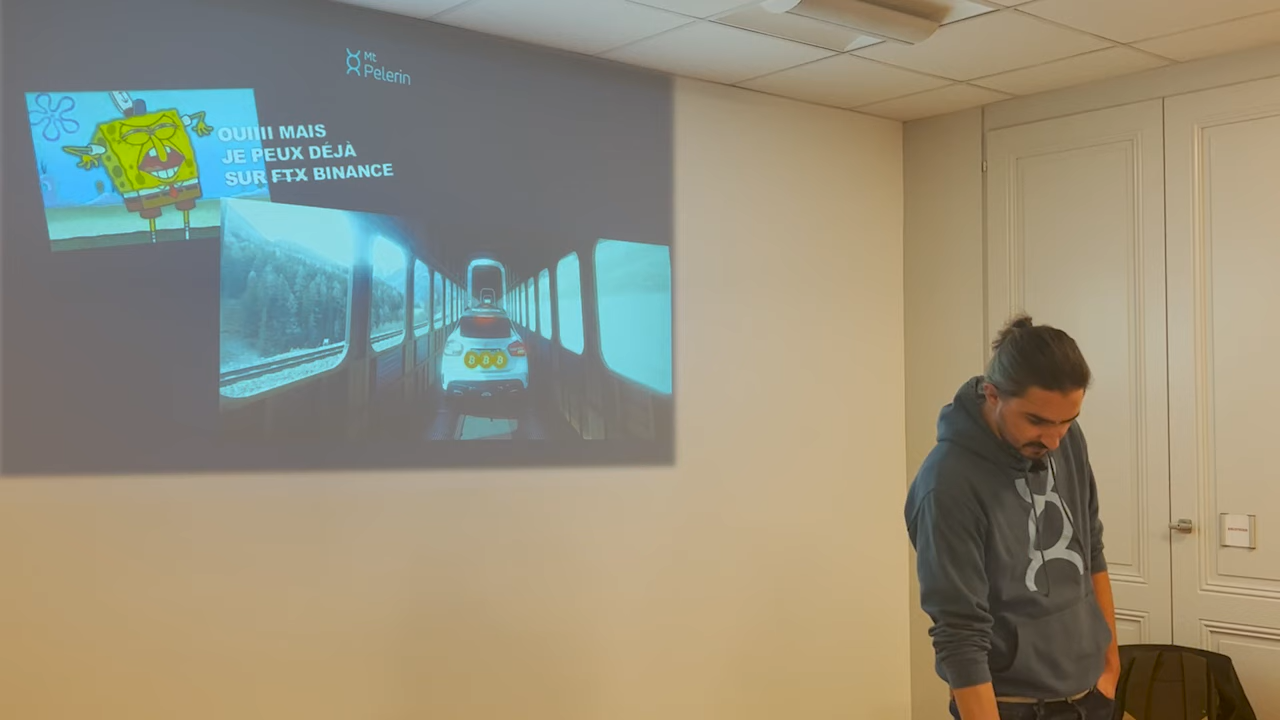 Mt
Pelerin
OUIIII MAIS
JE PEUX DÉJÀ
SUR FTX BINANCE